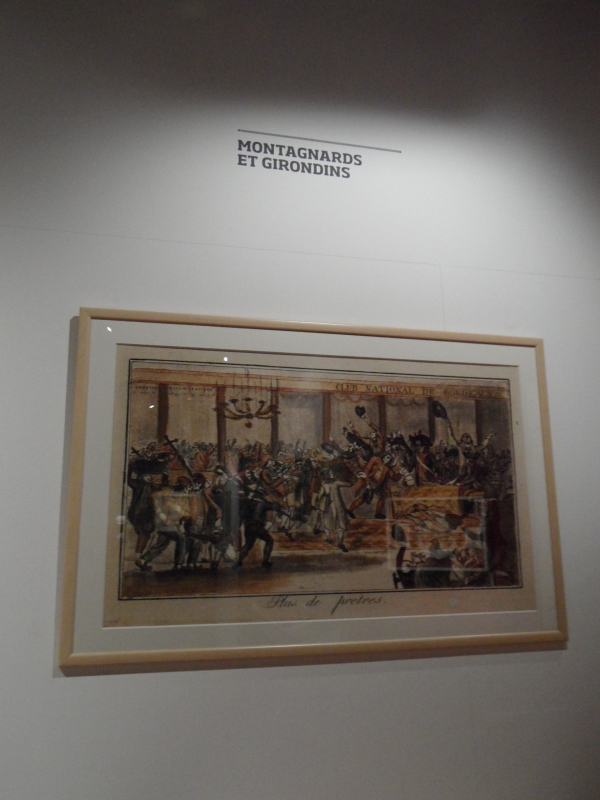 MONTAGNARDS
ET GIRONDINS
CLUB NATIONAL DE
Plus de pretres.